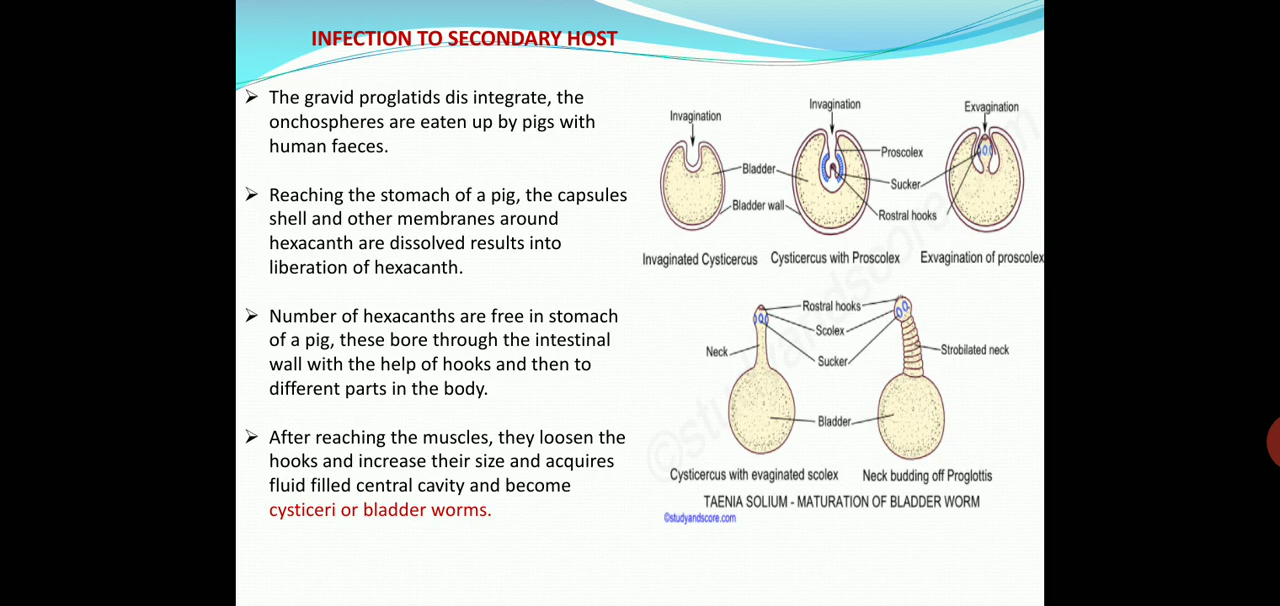 INFECTION TO SECONDARY HOST
➢ The gravid proglatids dis integrate, the
onchospheres are eaten up by pigs with
human faeces.
➢ Reaching the stomach of a pig, the capsules
shell and other membranes around
hexacanth are dissolved results into
liberation of hexacanth.
➢ Number of hexacanths are free in stomach
of a pig, these bore through the intestinal
wall with the help of hooks and then to
different parts in the body.
➢ After reaching the muscles, they loosen the
hooks and increase their size and acquires
fluid filled central cavity and become
cysticeri or bladder worms.
Invagination
Invagination
Exvagination
Proscolex
Bladder
Sucker
Bladder wall
Rostral hooks
Invaginated Cysticercus
Cysticercus with Proscolex
Exvagination of proscolex
Rostral hooks
Scolex
Neck
Sucker
Strobilated neck
Bladder
Cysticercus with evaginated scolex
Neck budding off Proglottis
TAENIA SOLIUM - MATURATION OF BLADDER WORM
©studyandscore.com
©studyandscore.com